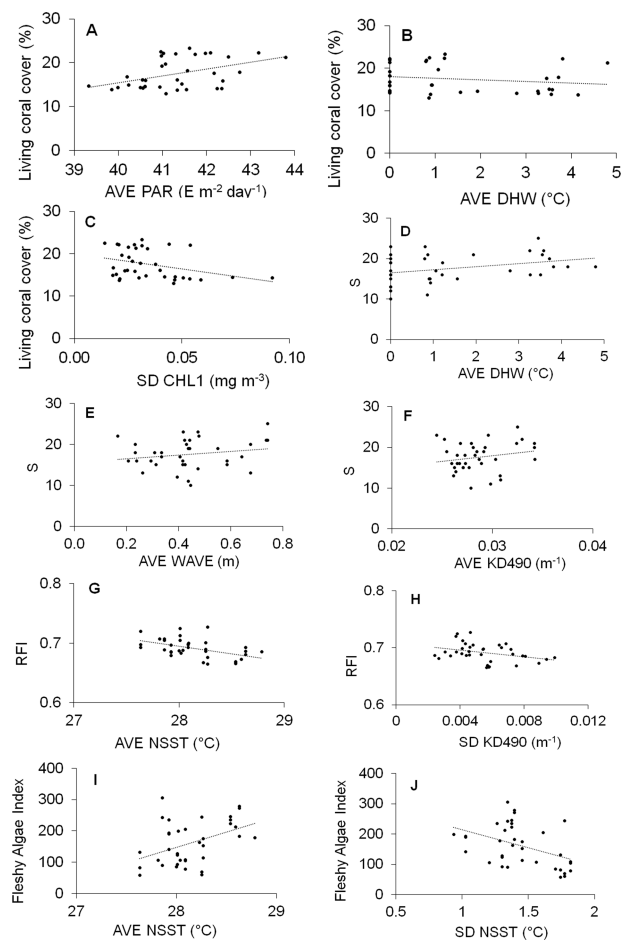 A
Living coral cover (%)
30
20
10
0
39 40 41 42 43 44
AVE PAR (E m⁻² day⁻¹)
B
Living coral cover (%)
30
20
10
0
0 1 2 3 4 5
AVE DHW (°C)
C
Living coral cover (%)
30
20
10
0
0.00 0.05 0.10
SD CHL1 (mg m⁻³)
D
S
30
20
10
0
0 1 2 3 4 5
AVE DHW (°C)
E
S
30
20
10
0
0.0 0.2 0.4 0.6 0.8
AVE WAVE (m)
F
S
30
20
10
0
0.02 0.03 0.04
AVE KD490 (m⁻¹)
G
RFI
0.8
0.7
0.6
27 28 29
AVE NSST (°C)
H
RFI
0.8
0.7
0.6
0 0.004 0.008 0.012
SD KD490 (m⁻¹)
I
Fleshy Algae Index
400
300
200
100
0
27 28 29
AVE NSST (°C)
J
Fleshy Algae Index
400
300
200
100
0
0.5 1 1.5 2
SD NSST (°C)